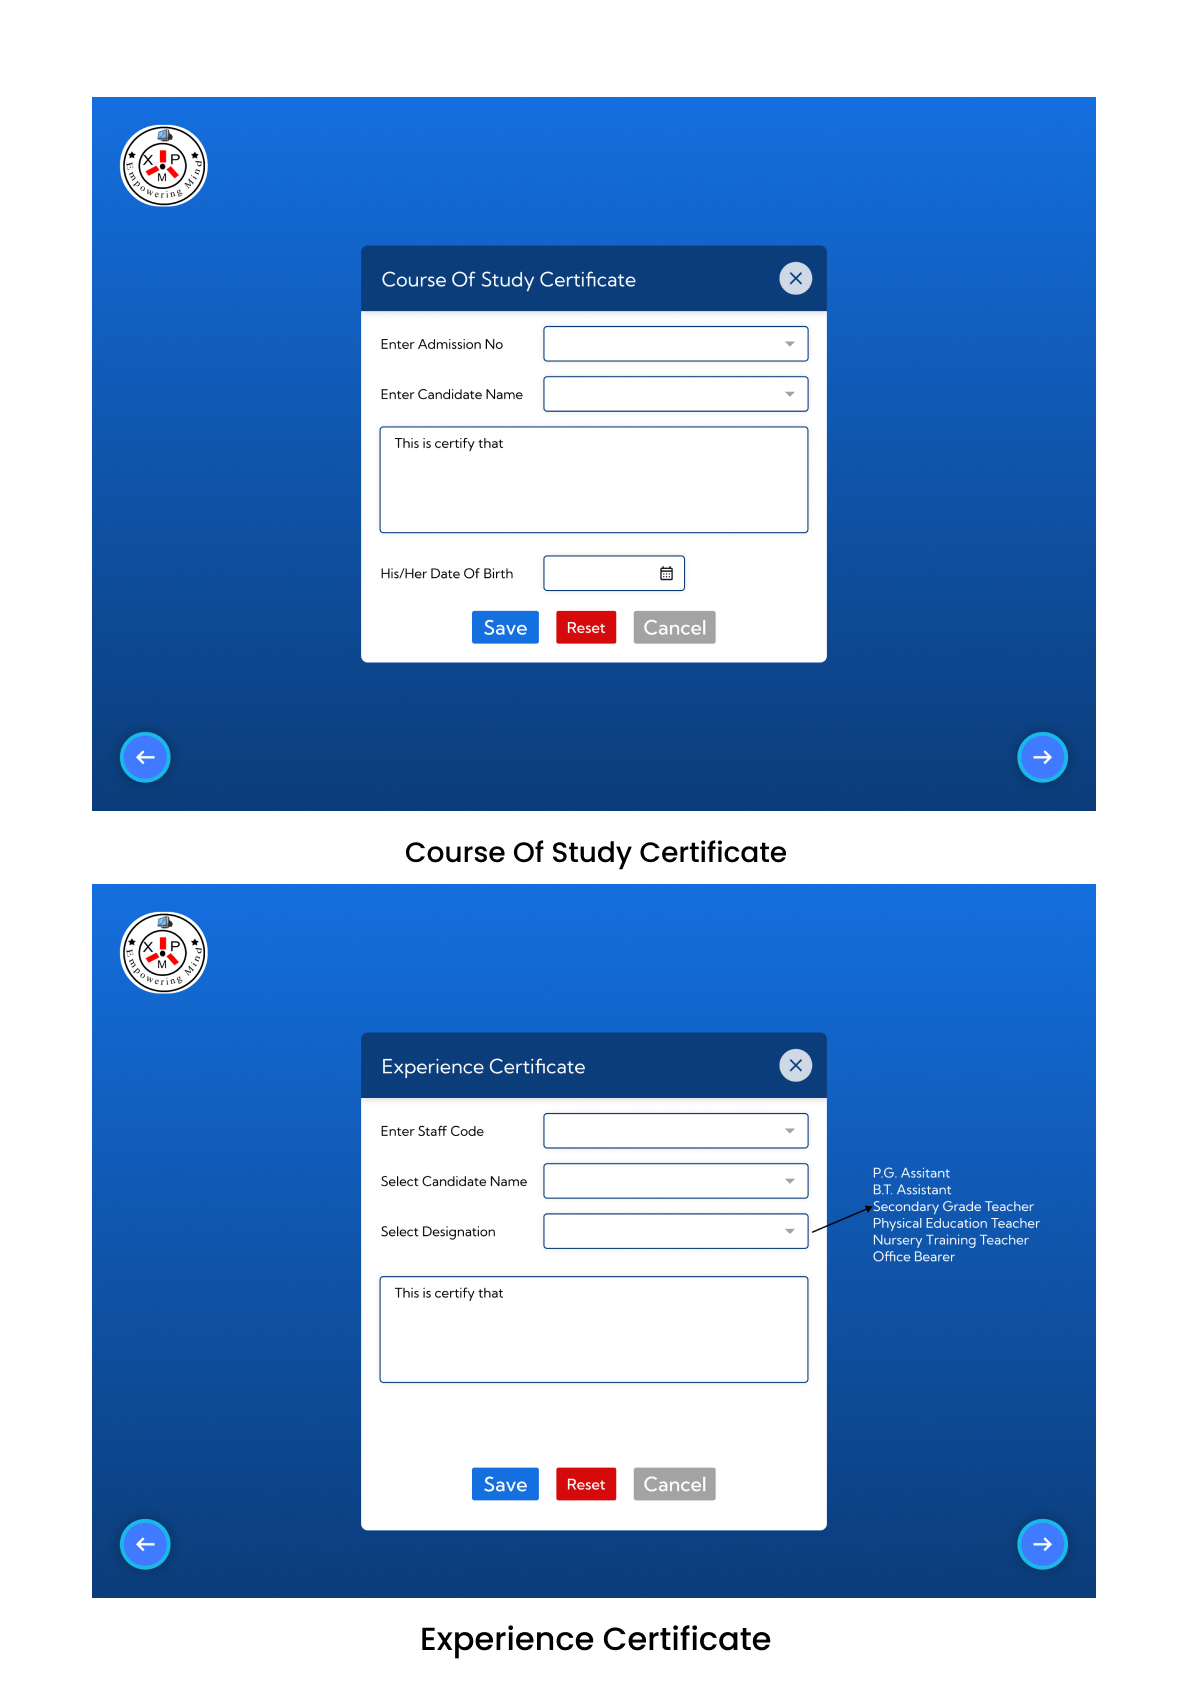 X P
M
Empowering MinD
Course Of Study Certificate
Enter Admission No
Enter Candidate Name
This is certify that
His/Her Date Of Birth
Save Reset Cancel
Course Of Study Certificate
X P
M
Empowering MinD
Experience Certificate
Enter Staff Code
Select Candidate Name
Select Designation
P.G. Assitant
B.T. Assistant
Secondary Grade Teacher
Physical Education Teacher
Nursery Training Teacher
Office Bearer
This is certify that
Save Reset Cancel
Experience Certificate